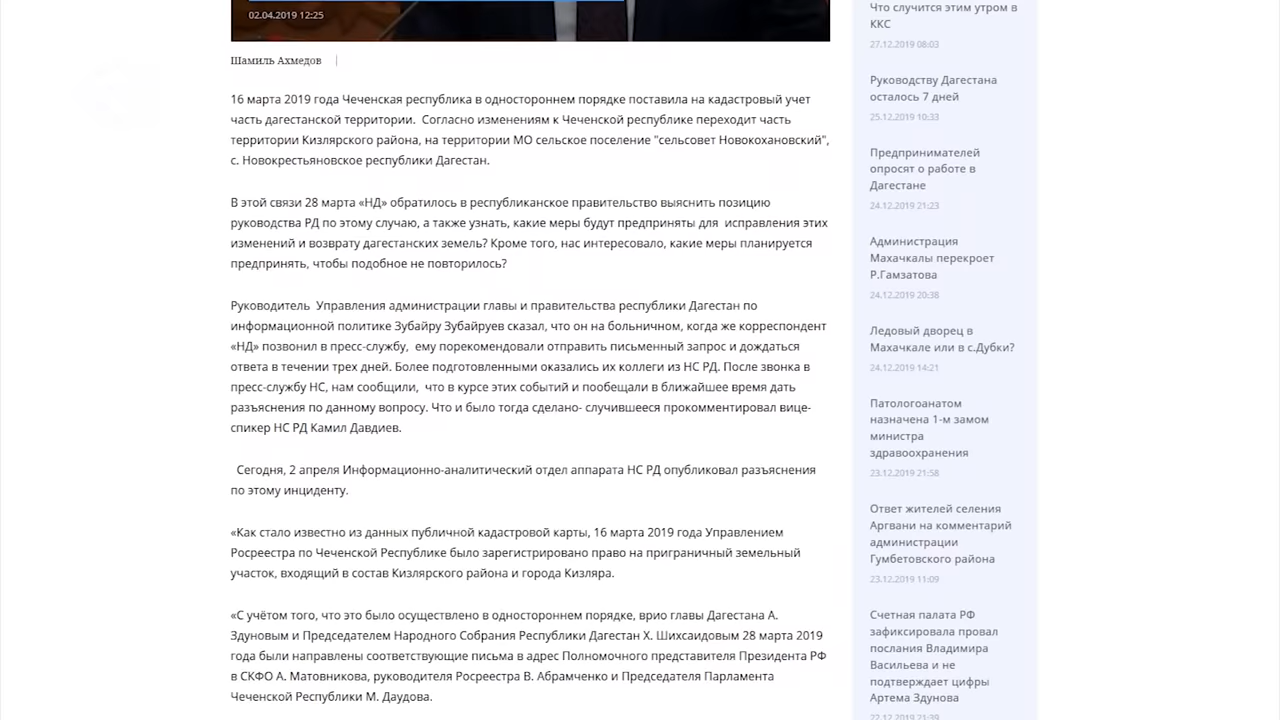 02.04.2019 12:25
Шамиль Ахмедов
16 марта 2019 года Чеченская республика в одностороннем порядке поставила на кадастровый учет
часть дагестанской территории. Согласно изменениям к Чеченской республике переходит часть
территории Кизлярского района, на территории МО сельское поселение "сельсовет Новокохановский",
с. Новокрестьяновское республики Дагестан.
В этой связи 28 марта «НД» обратилось в республиканское правительство выяснить позицию
руководства РД по этому случаю, а также узнать, какие меры будут предприняты для исправления этих
изменений и возврату дагестанских земель? Кроме того, нас интересовало, какие меры планируется
предпринять, чтобы подобное не повторилось?
Руководитель Управления администрации главы и правительства республики Дагестан по
информационной политике Зубайру Зубайруев сказал, что он на больничном, когда же корреспондент
«НД» позвонил в пресс-службу, ему порекомендовали отправить письменный запрос и дождаться
ответа в течении трех дней. Более подготовленными оказались их коллеги из НС РД. После звонка в
пресс-службу НС, нам сообщили, что в курсе этих событий и пообещали в ближайшее время дать
разъяснения по данному вопросу. Что и было тогда сделано- случившееся прокомментировал вице-
спикер НС РД Камил Давдиев.
Сегодня, 2 апреля Информационно-аналитический отдел аппарата НС РД опубликовал разъяснения
по этому инциденту.
«Как стало известно из данных публичной кадастровой карты, 16 марта 2019 года Управлением
Росреестра по Чеченской Республике было зарегистрировано право на приграничный земельный
участок, входящий в состав Кизлярского района и города Кизляра.
«С учётом того, что это было осуществлено в одностороннем порядке, врио главы Дагестана А.
Здуновым и Председателем Народного Собрания Республики Дагестан Х. Шихсаидовым 28 марта 2019
года были направлены соответствующие письма в адрес Полномочного представителя Президента РФ
в СКФО А. Матовникова, руководителя Росреестра В. Абрамченко и Председателя Парламента
Чеченской Республики М. Даудова.
Что случится этим утром в
ККС
27.12.2019 08:03
Руководству Дагестана
осталось 7 дней
25.12.2019 10:33
Предпринимателей
опросят о работе в
Дагестане
24.12.2019 21:23
Администрация
Махачкалы перекроет
Р.Гамзатова
24.12.2019 20:38
Ледовый дворец в
Махачкале или в с.Дубки?
24.12.2019 14:21
Патологоанатом
назначена 1-м замом
министра
здравоохранения
23.12.2019 21:58
Ответ жителей селения
Аргвани на комментарий
администрации
Гумбетовского района
23.12.2019 11:09
Счетная палата РФ
зафиксировала провал
послания Владимира
Васильева и не
подтверждает цифры
Артема Здунова
22.12.2019 21:39